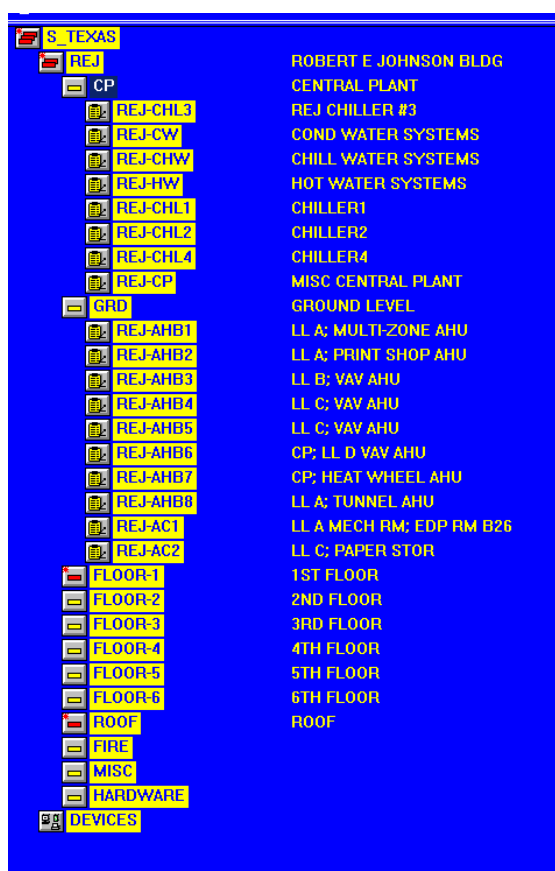 S_TEXAS
REJ ROBERT E JOHNSON BLDG
CP CENTRAL PLANT
REJ-CHL3 REJ CHILLER #3
REJ-CW COND WATER SYSTEMS
REJ-CHW CHILL WATER SYSTEMS
REJ-HW HOT WATER SYSTEMS
REJ-CHL1 CHILLER1
REJ-CHL2 CHILLER2
REJ-CHL4 CHILLER4
REJ-CP MISC CENTRAL PLANT
GRD GROUND LEVEL
REJ-AHB1 LL A; MULTI-ZONE AHU
REJ-AHB2 LL A; PRINT SHOP AHU
REJ-AHB3 LL B; VAV AHU
REJ-AHB4 LL C; VAV AHU
REJ-AHB5 LL C; VAV AHU
REJ-AHB6 CP; LL D VAV AHU
REJ-AHB7 CP; HEAT WHEEL AHU
REJ-AHB8 LL A; TUNNEL AHU
REJ-AC1 LL A MECH RM; EDP RM B26
REJ-AC2 LL C; PAPER STOR
FLOOR-1 1ST FLOOR
FLOOR-2 2ND FLOOR
FLOOR-3 3RD FLOOR
FLOOR-4 4TH FLOOR
FLOOR-5 5TH FLOOR
FLOOR-6 6TH FLOOR
ROOF ROOF
FIRE
MISC
HARDWARE
DEVICES